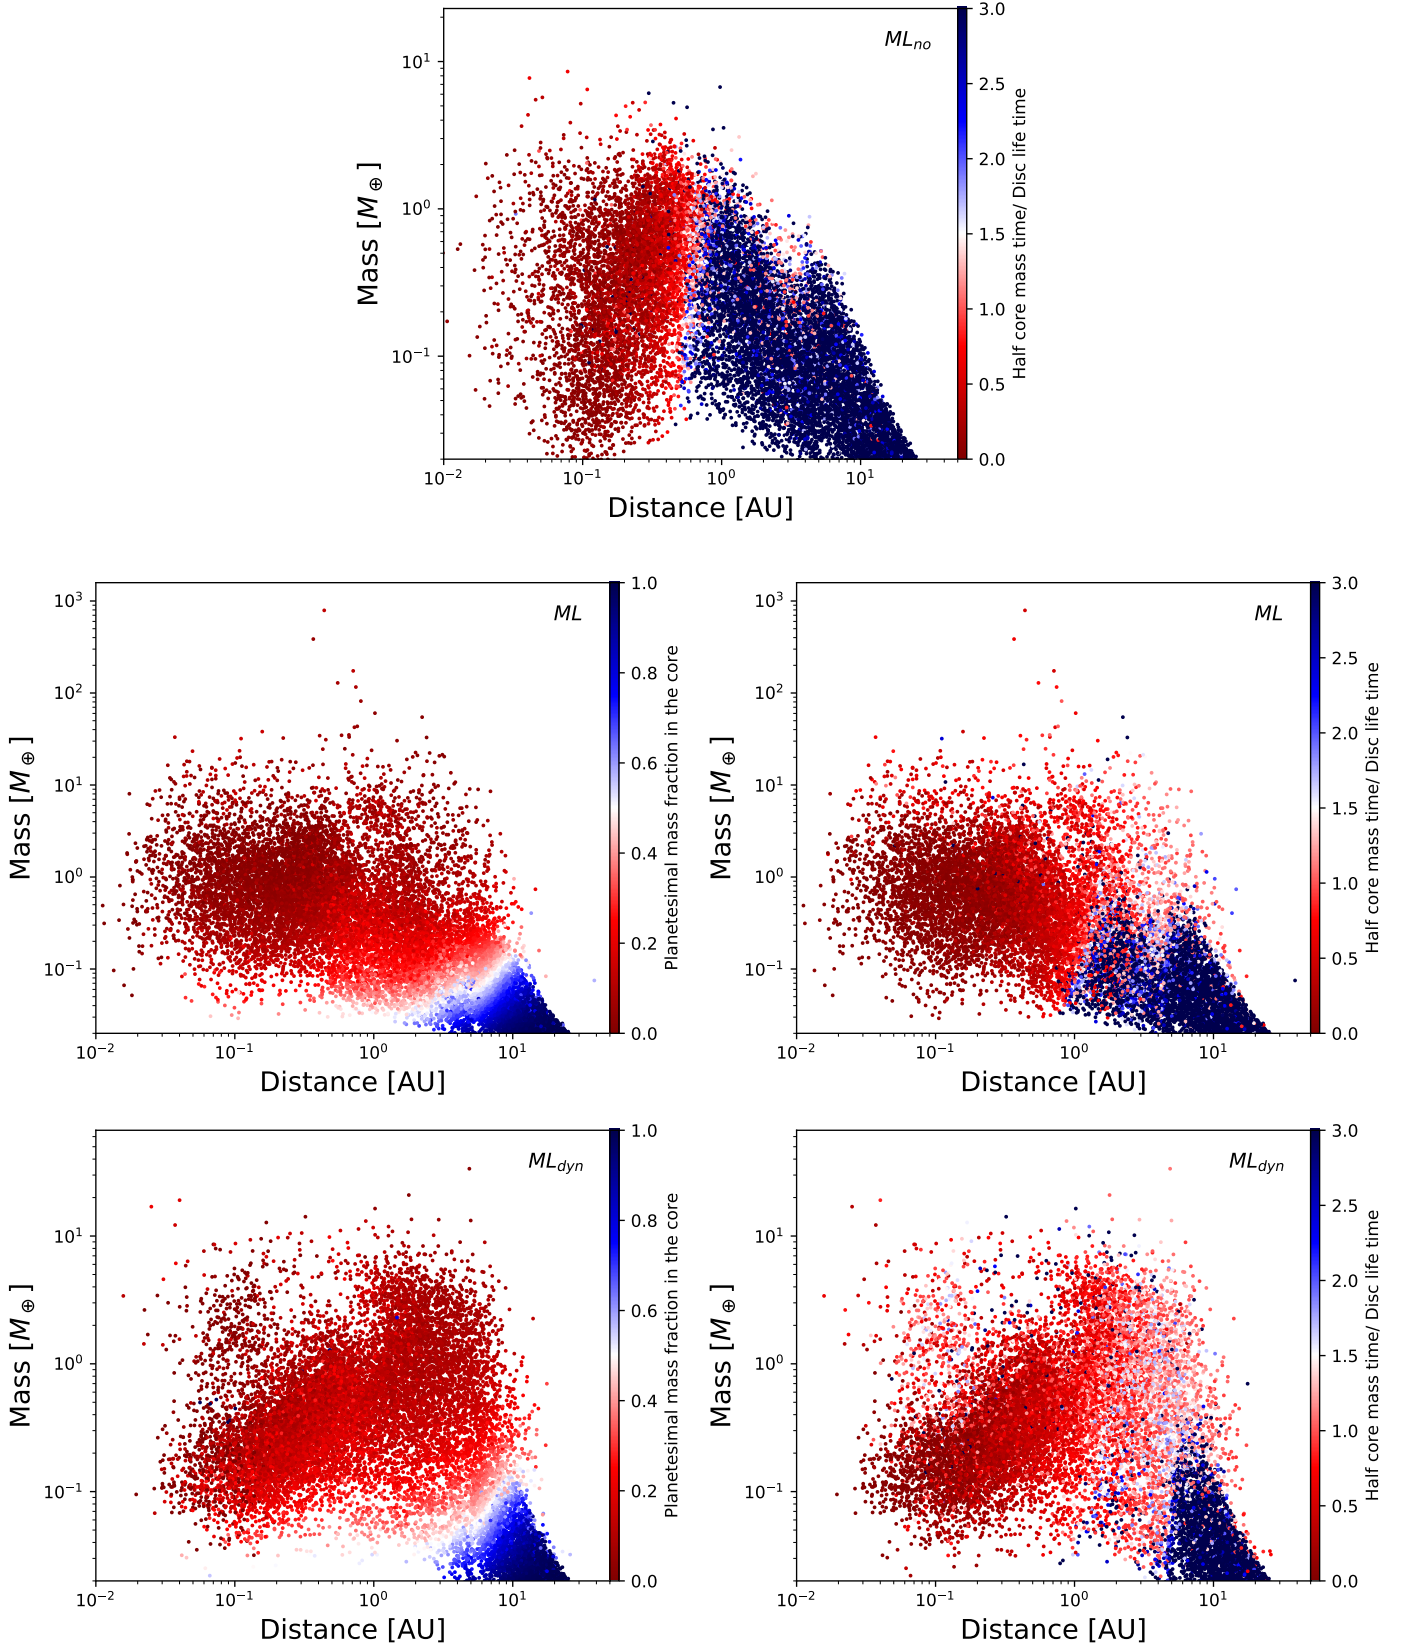 ML_no
10^1
10^0
10^-1
Mass [M_⊕]
10^-2 10^-1 10^0 10^1
Distance [AU]
3.0
2.5
2.0
1.5
1.0
0.5
0.0
Half core mass time/ Disc life time
ML
10^3
10^2
10^1
10^0
10^-1
Mass [M_⊕]
10^-2 10^-1 10^0 10^1
Distance [AU]
1.0
0.8
0.6
0.4
0.2
0.0
Planetesimal mass fraction in the core
ML
10^3
10^2
10^1
10^0
10^-1
Mass [M_⊕]
10^-2 10^-1 10^0 10^1
Distance [AU]
3.0
2.5
2.0
1.5
1.0
0.5
0.0
Half core mass time/ Disc life time
ML_dyn
10^1
10^0
10^-1
Mass [M_⊕]
10^-2 10^-1 10^0 10^1
Distance [AU]
1.0
0.8
0.6
0.4
0.2
0.0
Planetesimal mass fraction in the core
ML_dyn
10^1
10^0
10^-1
Mass [M_⊕]
10^-2 10^-1 10^0 10^1
Distance [AU]
3.0
2.5
2.0
1.5
1.0
0.5
0.0
Half core mass time/ Disc life time